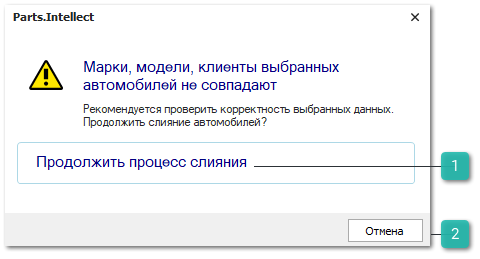 Parts.Intellect
Марки, модели, клиенты выбранных
автомобилей не совпадают
Рекомендуется проверить корректность выбранных данных.
Продолжить слияние автомобилей?
Продолжить процесс слияния
1
Отмена
2